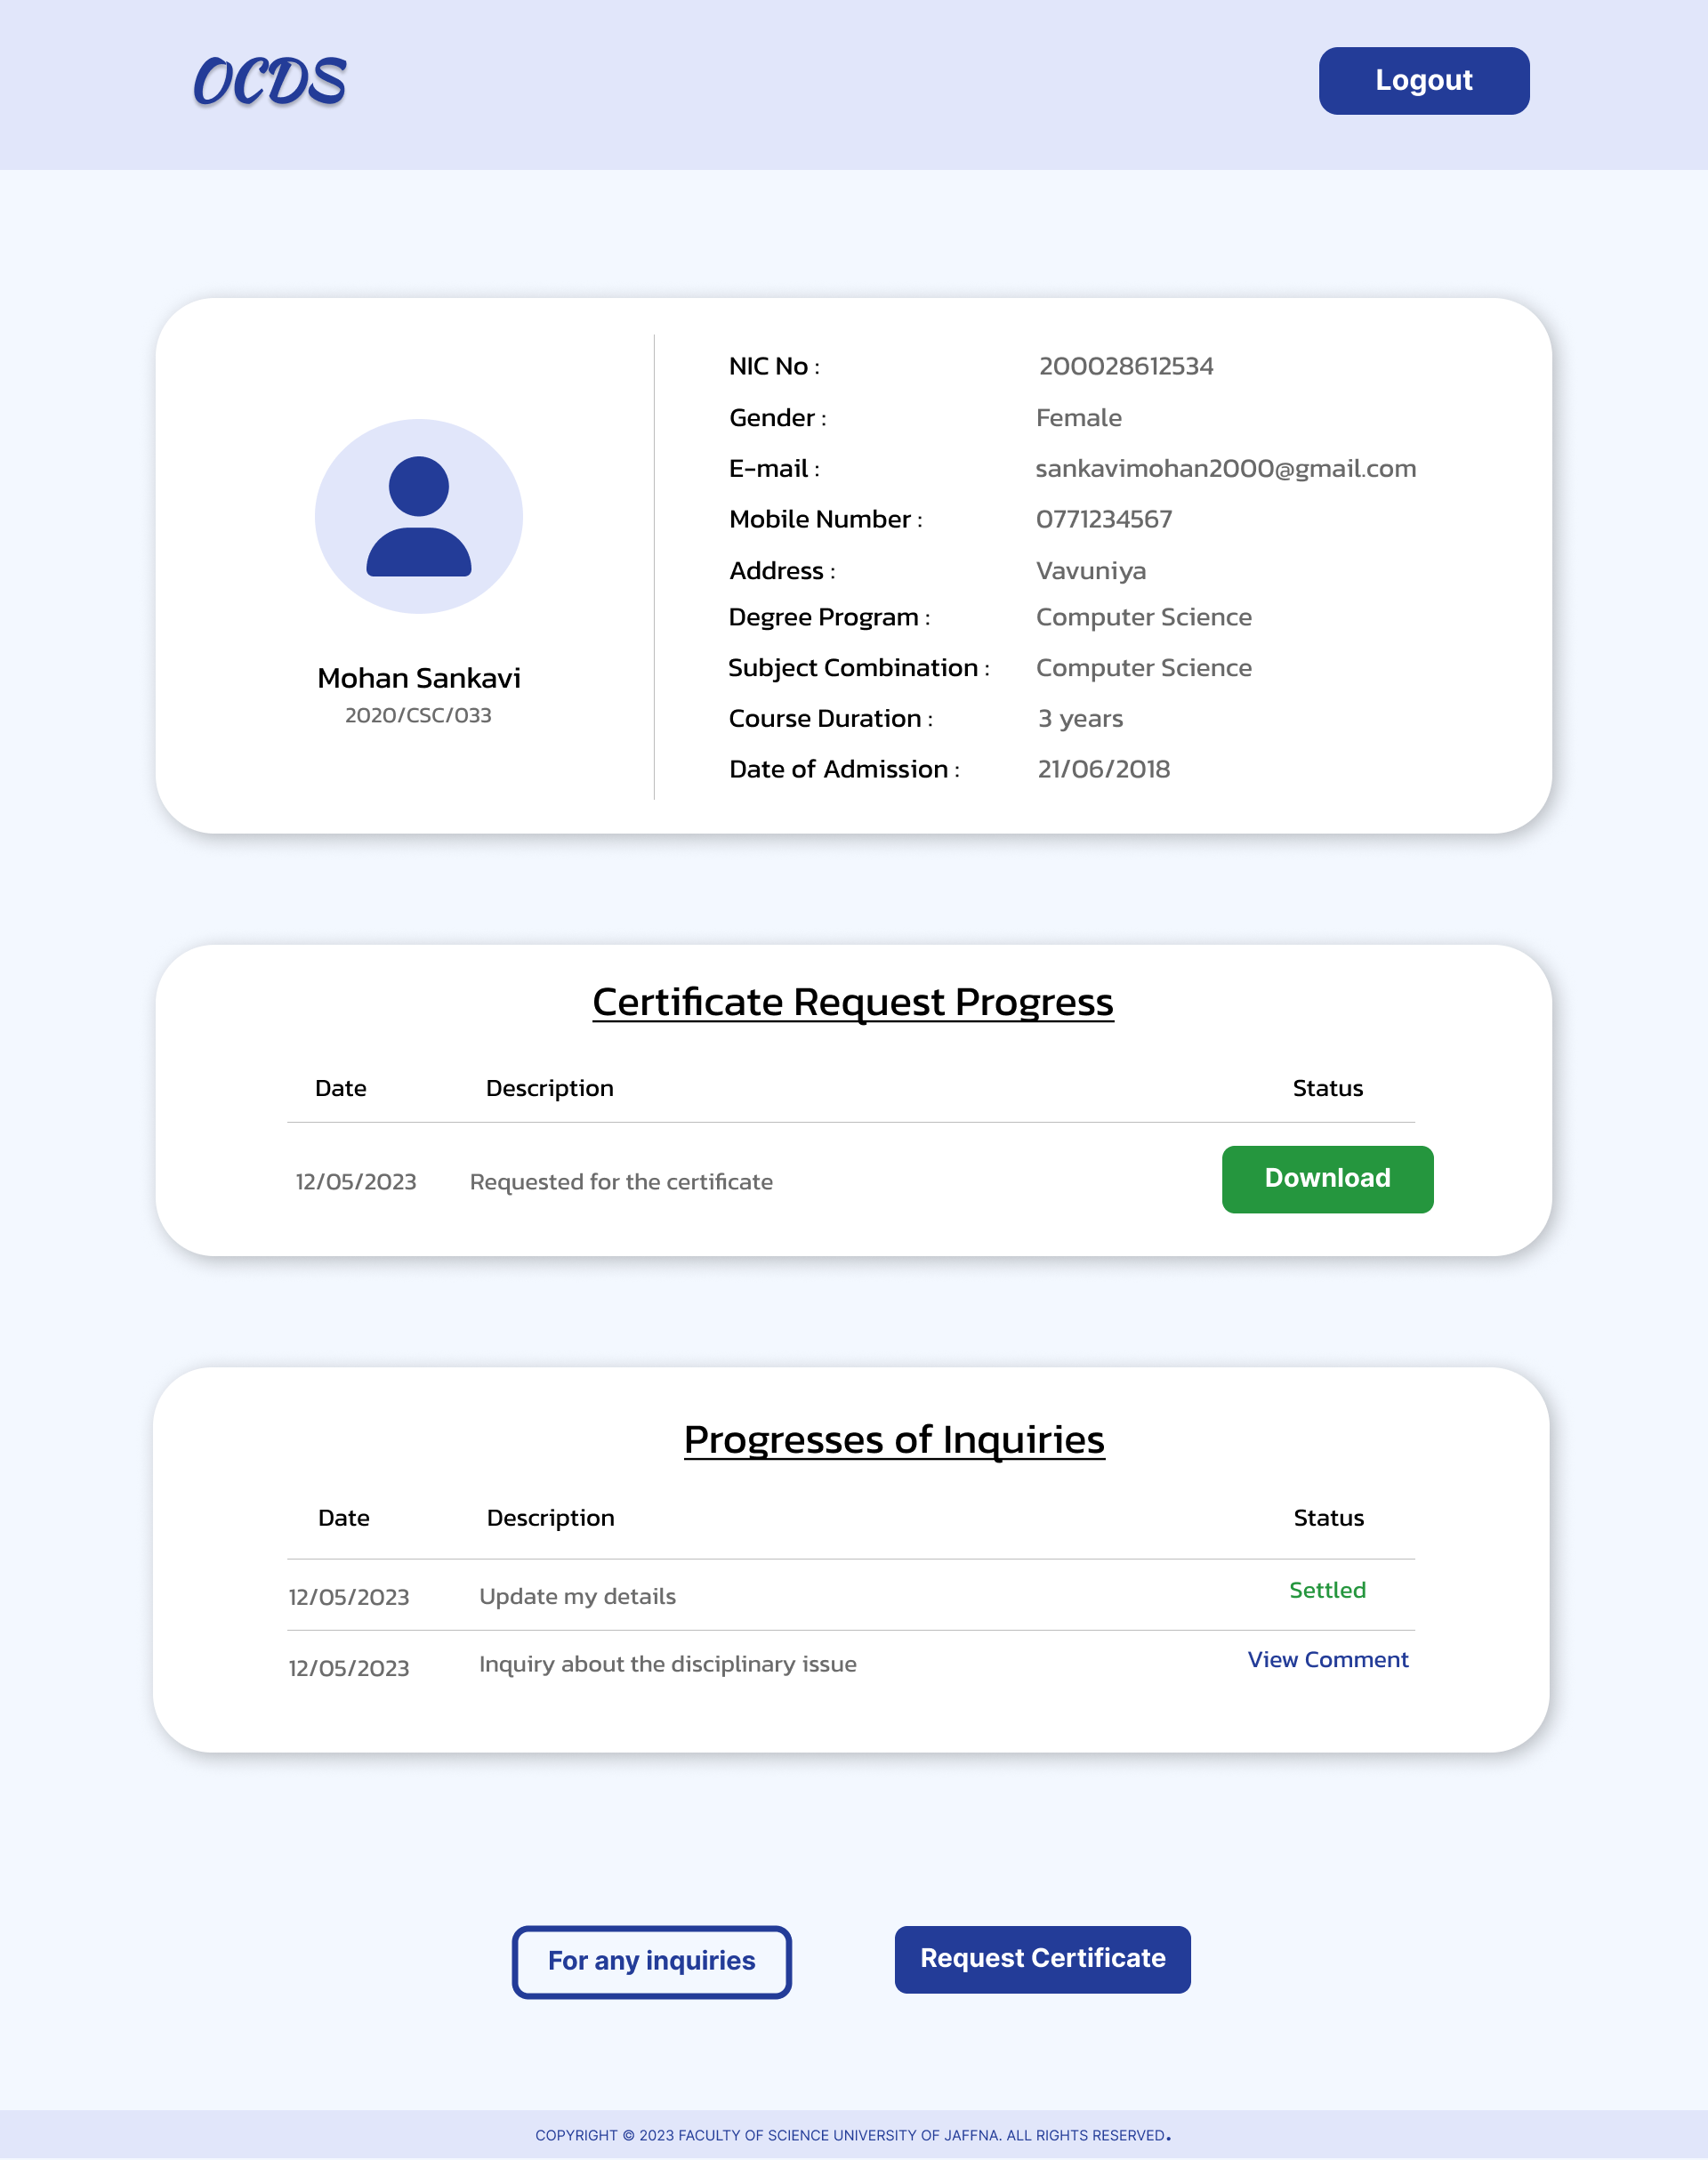 OCDS
Logout
NIC No : 200028612534
Gender : Female
E-mail : sankavimohan2000@gmail.com
Mobile Number : 0771234567
Address : Vavuniya
Degree Program : Computer Science
Subject Combination : Computer Science
Course Duration : 3 years
Date of Admission : 21/06/2018
Mohan Sankavi
2020/CSC/033
Certificate Request Progress
Date Description Status
12/05/2023 Requested for the certificate Download
Progresses of Inquiries
Date Description Status
12/05/2023 Update my details Settled
12/05/2023 Inquiry about the disciplinary issue View Comment
For any inquiries Request Certificate
COPYRIGHT © 2023 FACULTY OF SCIENCE UNIVERSITY OF JAFFNA. ALL RIGHTS RESERVED.